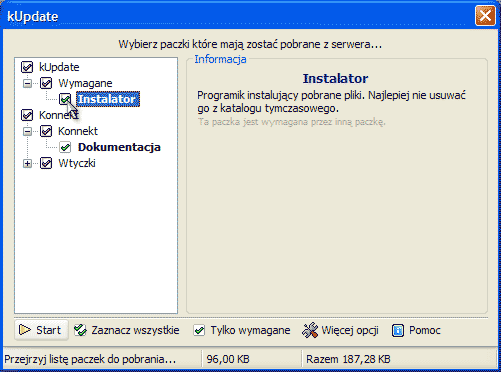 kUpdate
Wybierz paczki które mają zostać pobrane z serwera...
kUpdate
Wymagane
Instalator
Konnekt
Konnekt
Dokumentacja
Wtyczki
Informacja
Instalator
Programik instalujący pobrane pliki. Najlepiej nie usuwać
go z katalogu tymczasowego.
Ta paczka jest wymagana przez inną paczkę.
Start
Zaznacz wszystkie
Tylko wymagane
Więcej opcji
Pomoc
Przejrzyj listę paczek do pobrania...
96,00 KB
Razem 187,28 KB